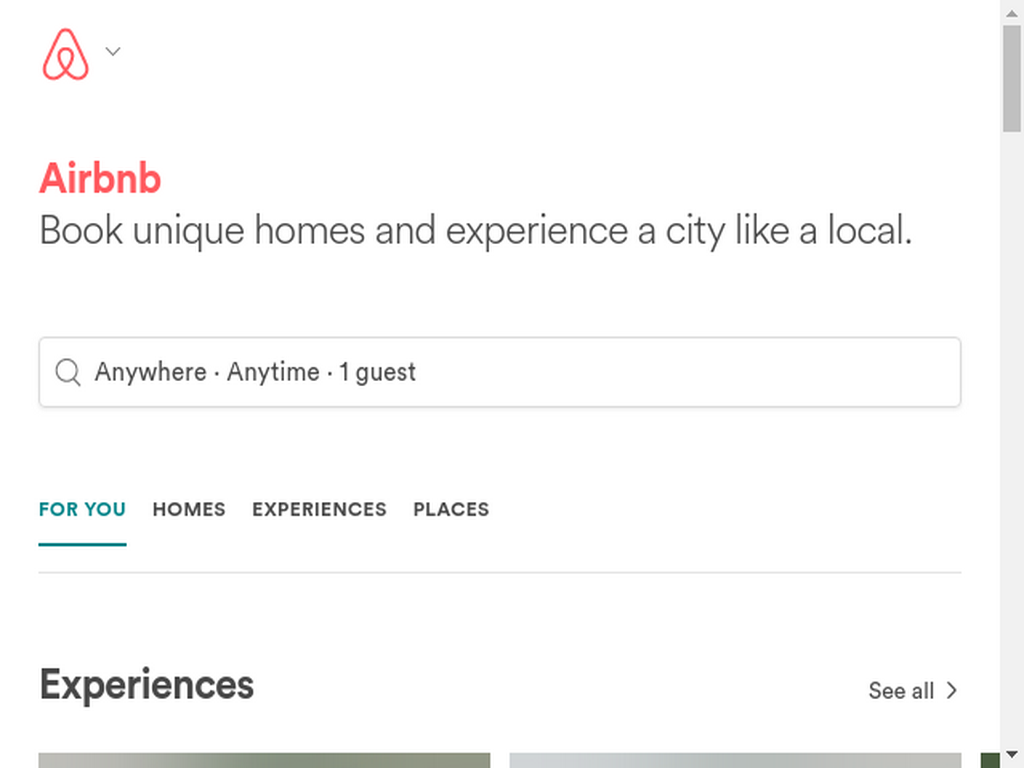 Airbnb
Book unique homes and experience a city like a local.
Anywhere · Anytime · 1 guest
FOR YOU HOMES EXPERIENCES PLACES
Experiences See all